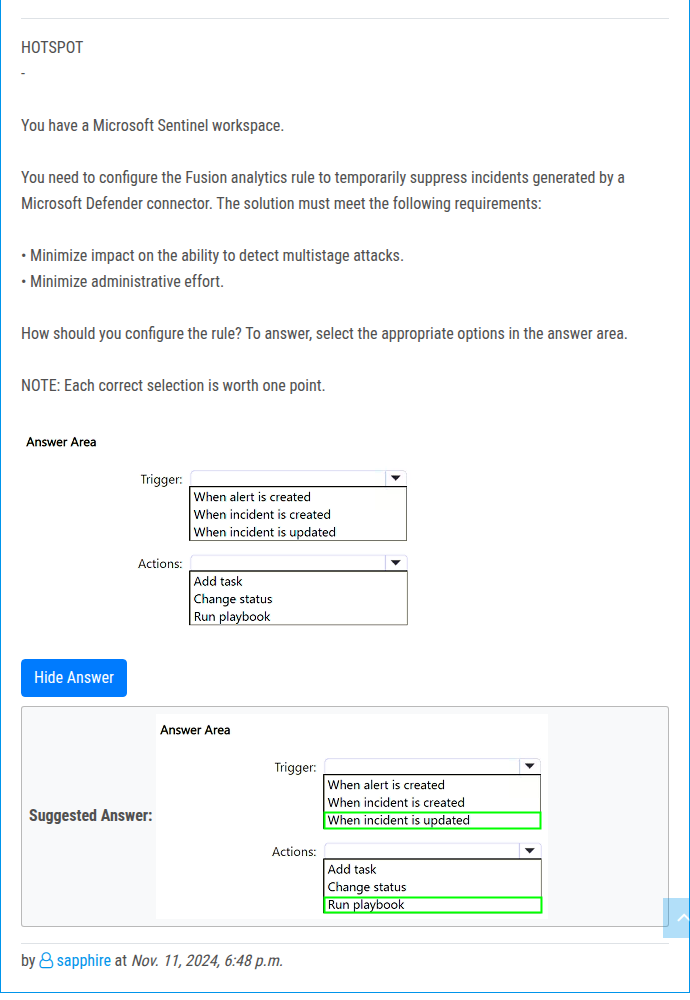 HOTSPOT
-
You have a Microsoft Sentinel workspace.
You need to configure the Fusion analytics rule to temporarily suppress incidents generated by a
Microsoft Defender connector. The solution must meet the following requirements:
• Minimize impact on the ability to detect multistage attacks.
• Minimize administrative effort.
How should you configure the rule? To answer, select the appropriate options in the answer area.
NOTE: Each correct selection is worth one point.
Answer Area
Trigger:
When alert is created
When incident is created
When incident is updated
Actions:
Add task
Change status
Run playbook
Hide Answer
Suggested Answer:
Answer Area
Trigger:
When alert is created
When incident is created
When incident is updated
Actions:
Add task
Change status
Run playbook
by sapphire at Nov. 11, 2024, 6:48 p.m.